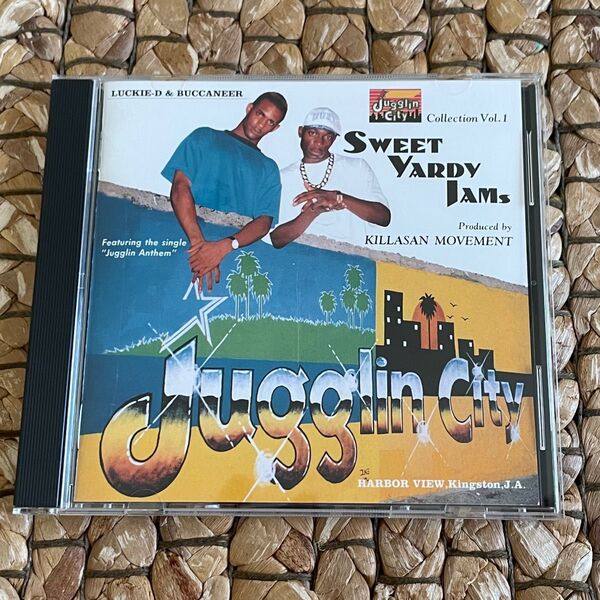 LUCKIE-D & BUCCANEER
Jugglin
City
Collection Vol.1
SWEET
YARDY
JAMS
Produced by
KILLASAN MOVEMENT
Featuring the single
"Jugglin Anthem"
Jugglin City
HARBOR VIEW, Kingston, J.A.